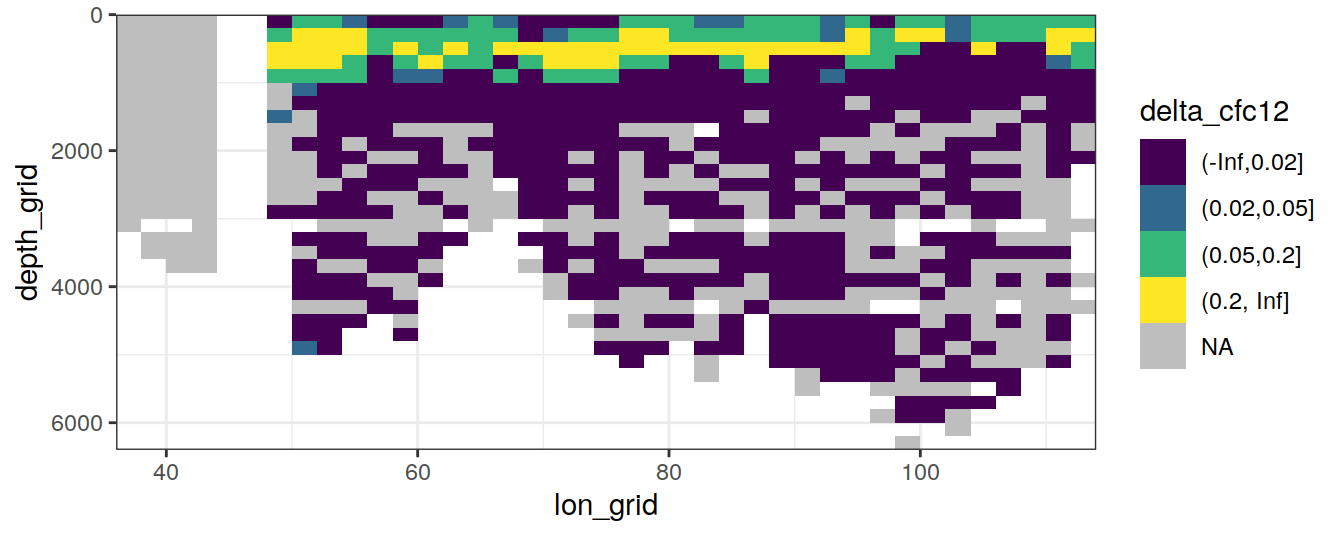 0
2000
4000
6000
depth_grid
40
60
80
100
lon_grid
delta_cfc12
(-Inf,0.02]
(0.02,0.05]
(0.05,0.2]
(0.2, Inf]
NA